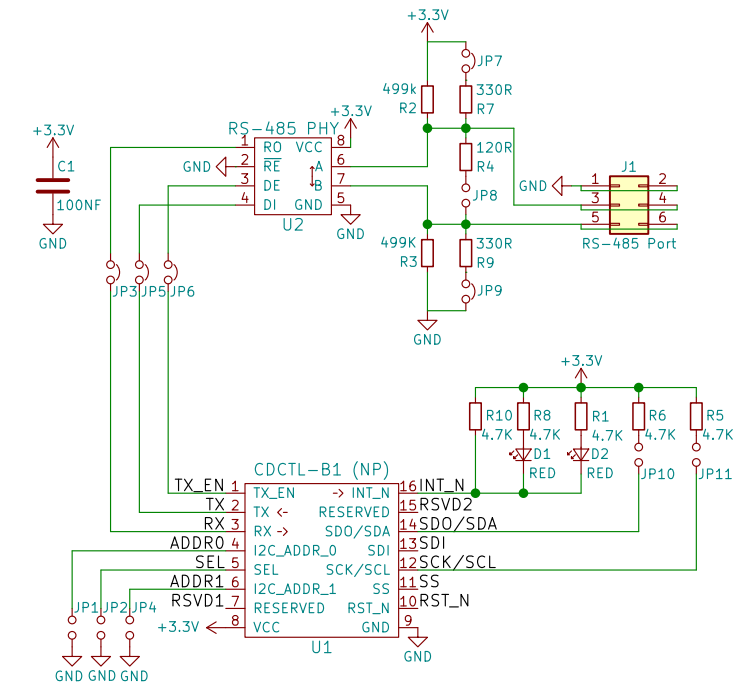 +3.3V
JP7
499k
R2
330R
R7
+3.3V
C1
100NF
GND
RS-485 PHY
+3.3V
1 RO VCC 8
GND 2 RE A 6
3 DE B 7
4 DI GND 5
U2
GND
120R
R4
JP8
J1
GND 1 2
3 4
5 6
RS-485 Port
499K
R3
330R
R9
JP9
GND
JP3 JP5 JP6
+3.3V
R10 R8 R1 R6 R5
4.7K 4.7K 4.7K 4.7K 4.7K
D1 D2
RED RED
JP10 JP11
CDCTL-B1 (NP)
TX_EN 1 TX_EN -> INT_N 16 INT_N
TX 2 TX <- RESERVED 15 RSVD2
RX 3 RX -> SDO/SDA 14 SDO/SDA
ADDR0 4 I2C_ADDR_0 SDI 13 SDI
SEL 5 SEL SCK/SCL 12 SCK/SCL
ADDR1 6 I2C_ADDR_1 SS 11 SS
RSVD1 7 RESERVED RST_N 10 RST_N
+3.3V 8 VCC GND 9
U1
GND
JP1 JP2 JP4
GND GND GND